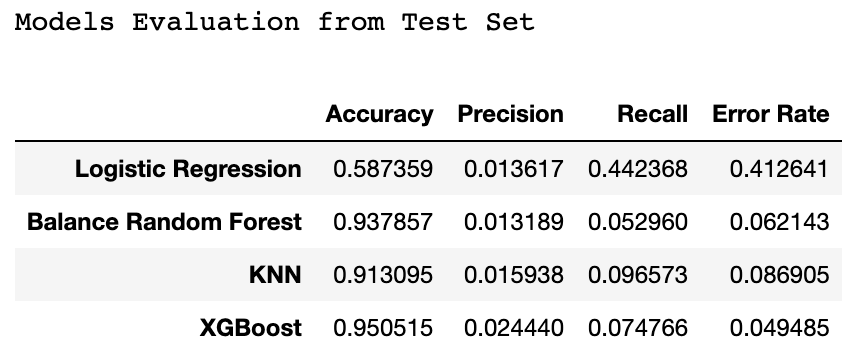 Models Evaluation from Test Set
Accuracy Precision Recall Error Rate
Logistic Regression 0.587359 0.013617 0.442368 0.412641
Balance Random Forest 0.937857 0.013189 0.052960 0.062143
KNN 0.913095 0.015938 0.096573 0.086905
XGBoost 0.950515 0.024440 0.074766 0.049485